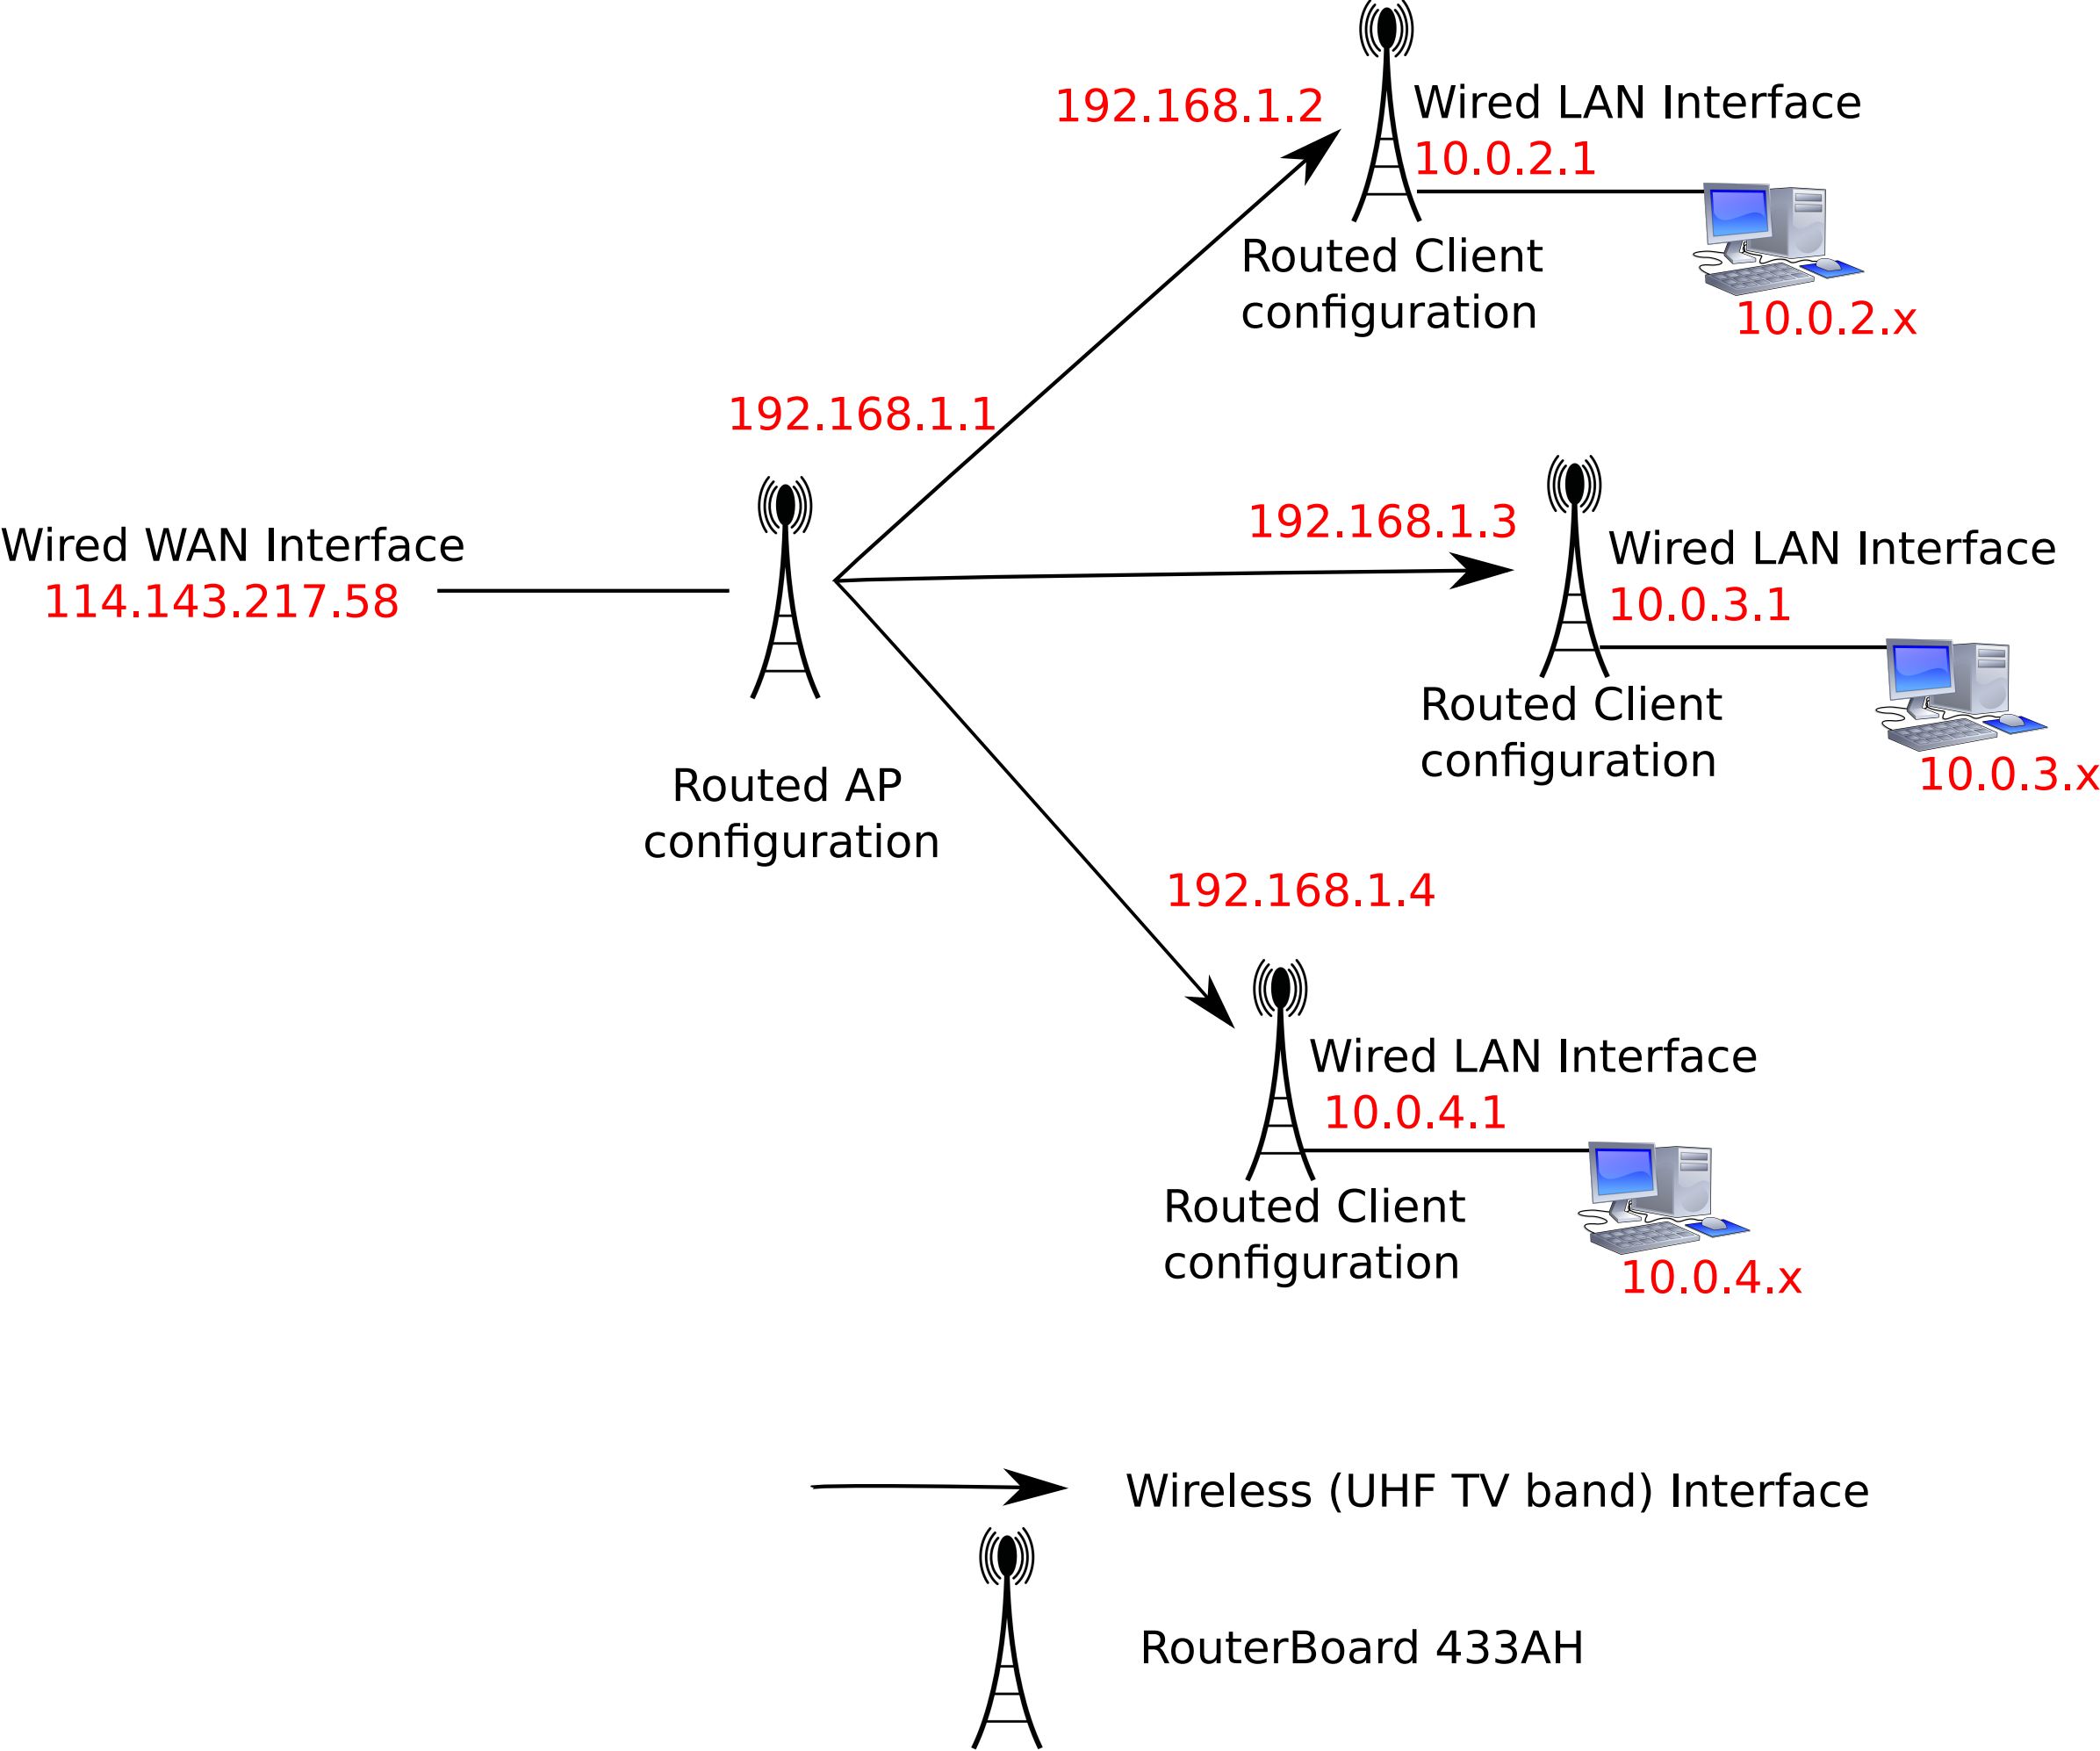 192.168.1.2
Wired LAN Interface
10.0.2.1
Routed Client
configuration
10.0.2.x
192.168.1.1
Wired WAN Interface
114.143.217.58
Routed AP
configuration
192.168.1.3
Wired LAN Interface
10.0.3.1
Routed Client
configuration
10.0.3.x
192.168.1.4
Wired LAN Interface
10.0.4.1
Routed Client
configuration
10.0.4.x
Wireless (UHF TV band) Interface
RouterBoard 433AH